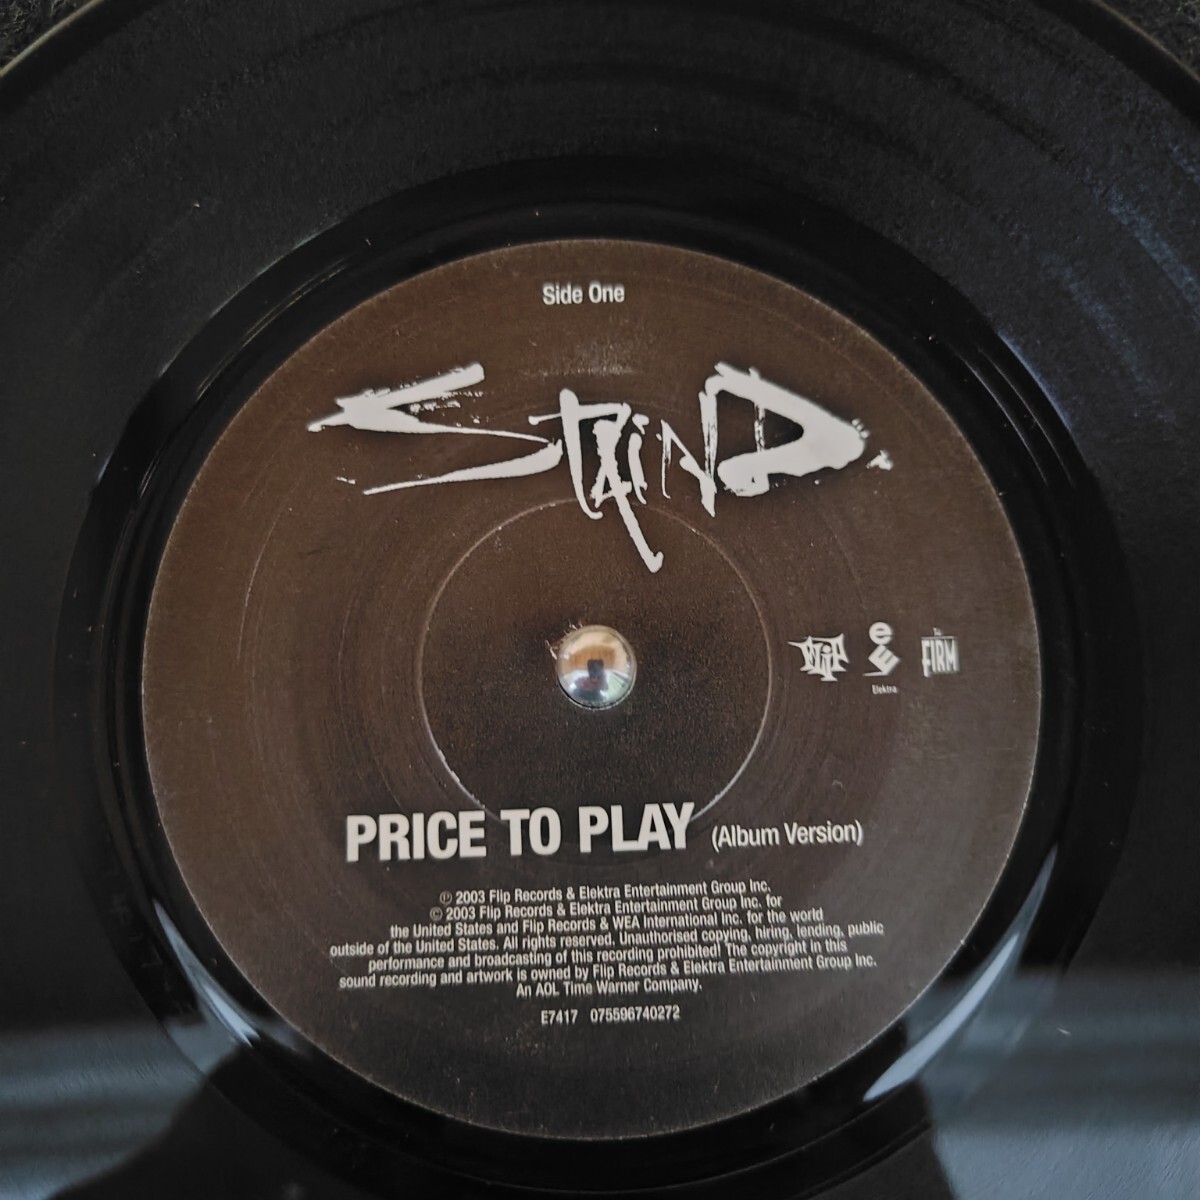 Side One
STAIND
FLIP
Elektra
The FIRM
PRICE TO PLAY (Album Version)
℗ 2003 Flip Records & Elektra Entertainment Group Inc.
© 2003 Flip Records & Elektra Entertainment Group Inc. for
the United States and Flip Records & WEA International Inc. for the world
outside of the United States. All rights reserved. Unauthorised copying, hiring, lending, public
performance and broadcasting of this recording prohibited. The copyright in this
sound recording and artwork is owned by Flip Records & Elektra Entertainment Group Inc.
An AOL Time Warner Company.
E7417 075596740272